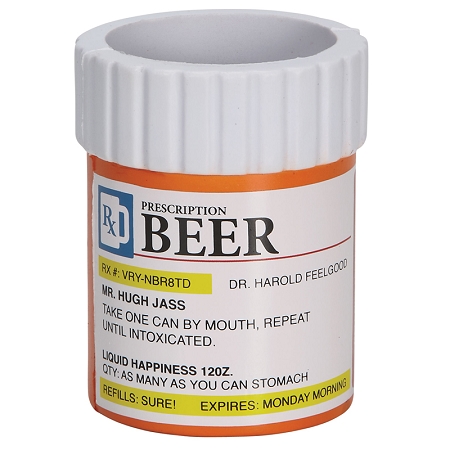 Rx
PRESCRIPTION
BEER
RX #: VRY-NBR8TD
DR. HAROLD FEELGOOD
MR. HUGH JASS
TAKE ONE CAN BY MOUTH, REPEAT
UNTIL INTOXICATED.
LIQUID HAPPINESS 12OZ.
QTY: AS MANY AS YOU CAN STOMACH
REFILLS: SURE!
EXPIRES: MONDAY MORNING